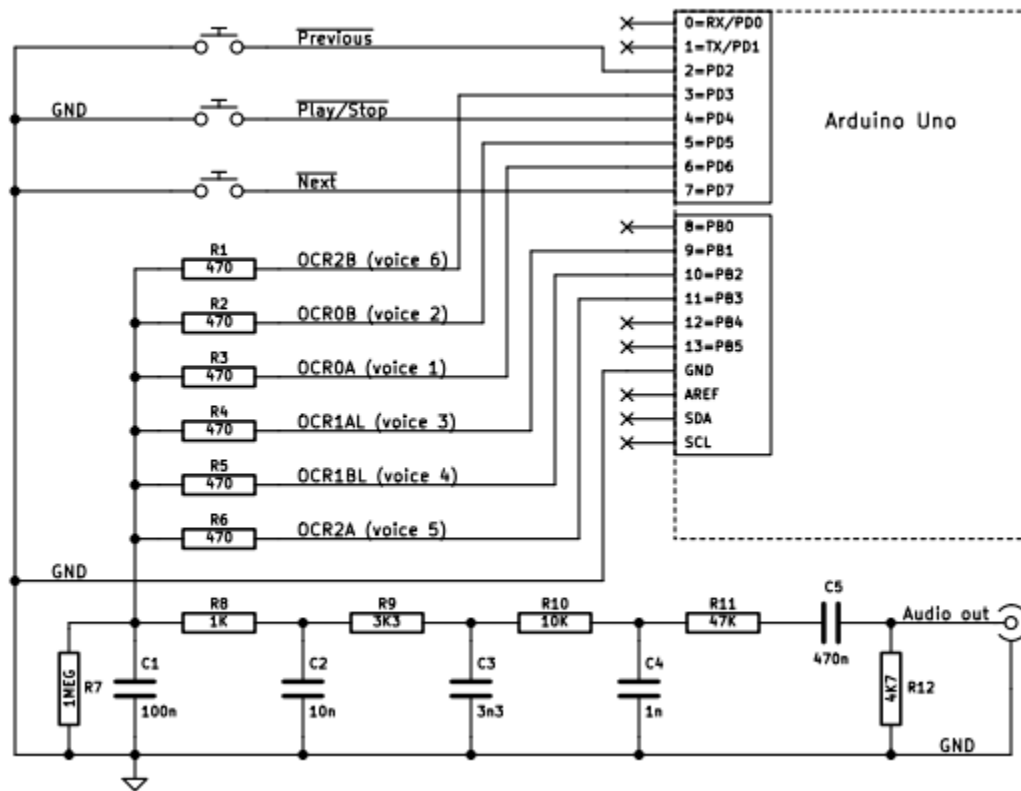 0=RX/PD0
Previous
1=TX/PD1
2=PD2
3=PD3
GND
Play/Stop
4=PD4
Arduino Uno
5=PD5
6=PD6
Next
7=PD7
8=PB0
R1
9=PB1
470
OCR2B (voice 6)
10=PB2
R2
11=PB3
470
OCR0B (voice 2)
12=PB4
13=PB5
R3
GND
470
OCR0A (voice 1)
AREF
R4
SDA
470
OCR1AL (voice 3)
SCL
R5
470
OCR1BL (voice 4)
R6
470
OCR2A (voice 5)
GND
C5
R8
R9
R10
R11
Audio out
1K
3K3
10K
47K
470n
C1
C2
C3
C4
1MEG
R7
4K7
R12
100n
10n
3n3
1n
GND